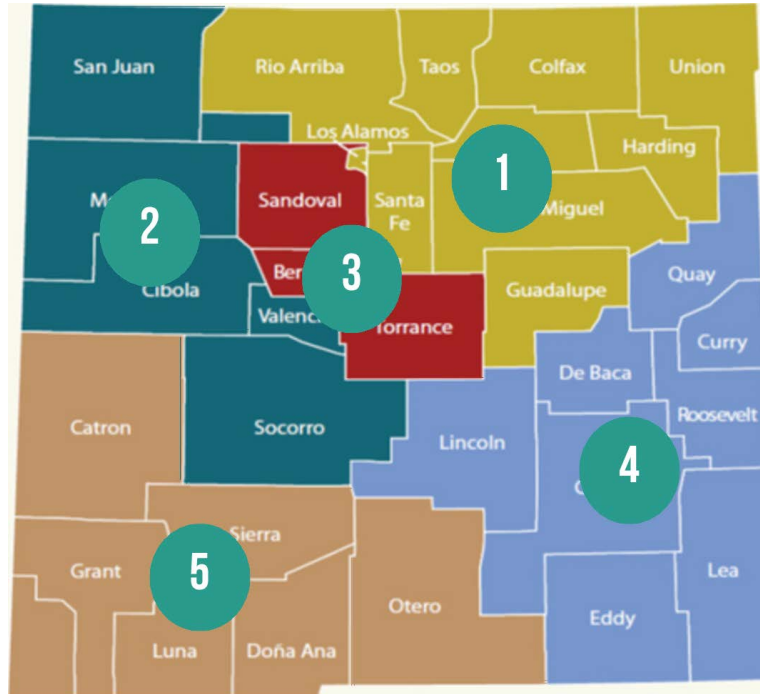 San Juan
Rio Arriba
Taos
Colfax
Union
Los Alamos
Harding
1
Sandoval
Santa
Fe
Miguel
2
3
Quay
Cibola
Guadalupe
Torrance
Curry
De Baca
Roosevelt
Catron
Socorro
Lincoln
4
Sierra
5
Grant
Lea
Otero
Eddy
Luna
Doña Ana